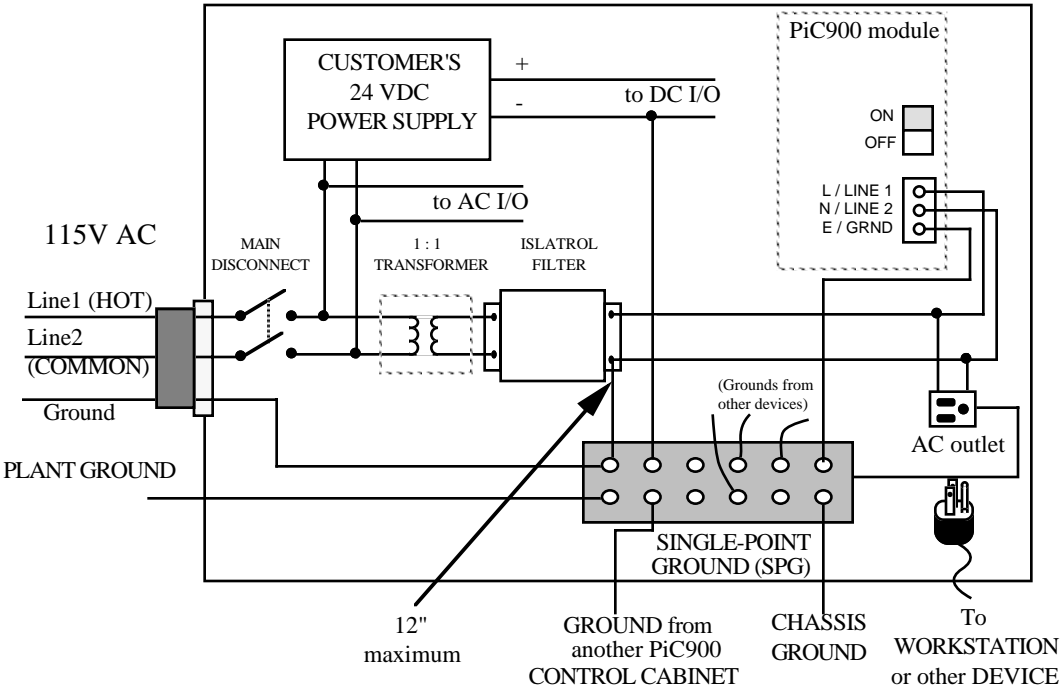 PiC900 module
CUSTOMER'S
24 VDC
POWER SUPPLY
+
-
to DC I/O
ON
OFF
L / LINE 1
N / LINE 2
E / GRND
to AC I/O
115V AC
MAIN
DISCONNECT
1 : 1
TRANSFORMER
ISLATROL
FILTER
Line1 (HOT)
Line2
(COMMON)
Ground
(Grounds from
other devices)
AC outlet
PLANT GROUND
SINGLE-POINT
GROUND (SPG)
12"
maximum
GROUND from
another PiC900
CONTROL CABINET
CHASSIS
GROUND
To
WORKSTATION
or other DEVICE